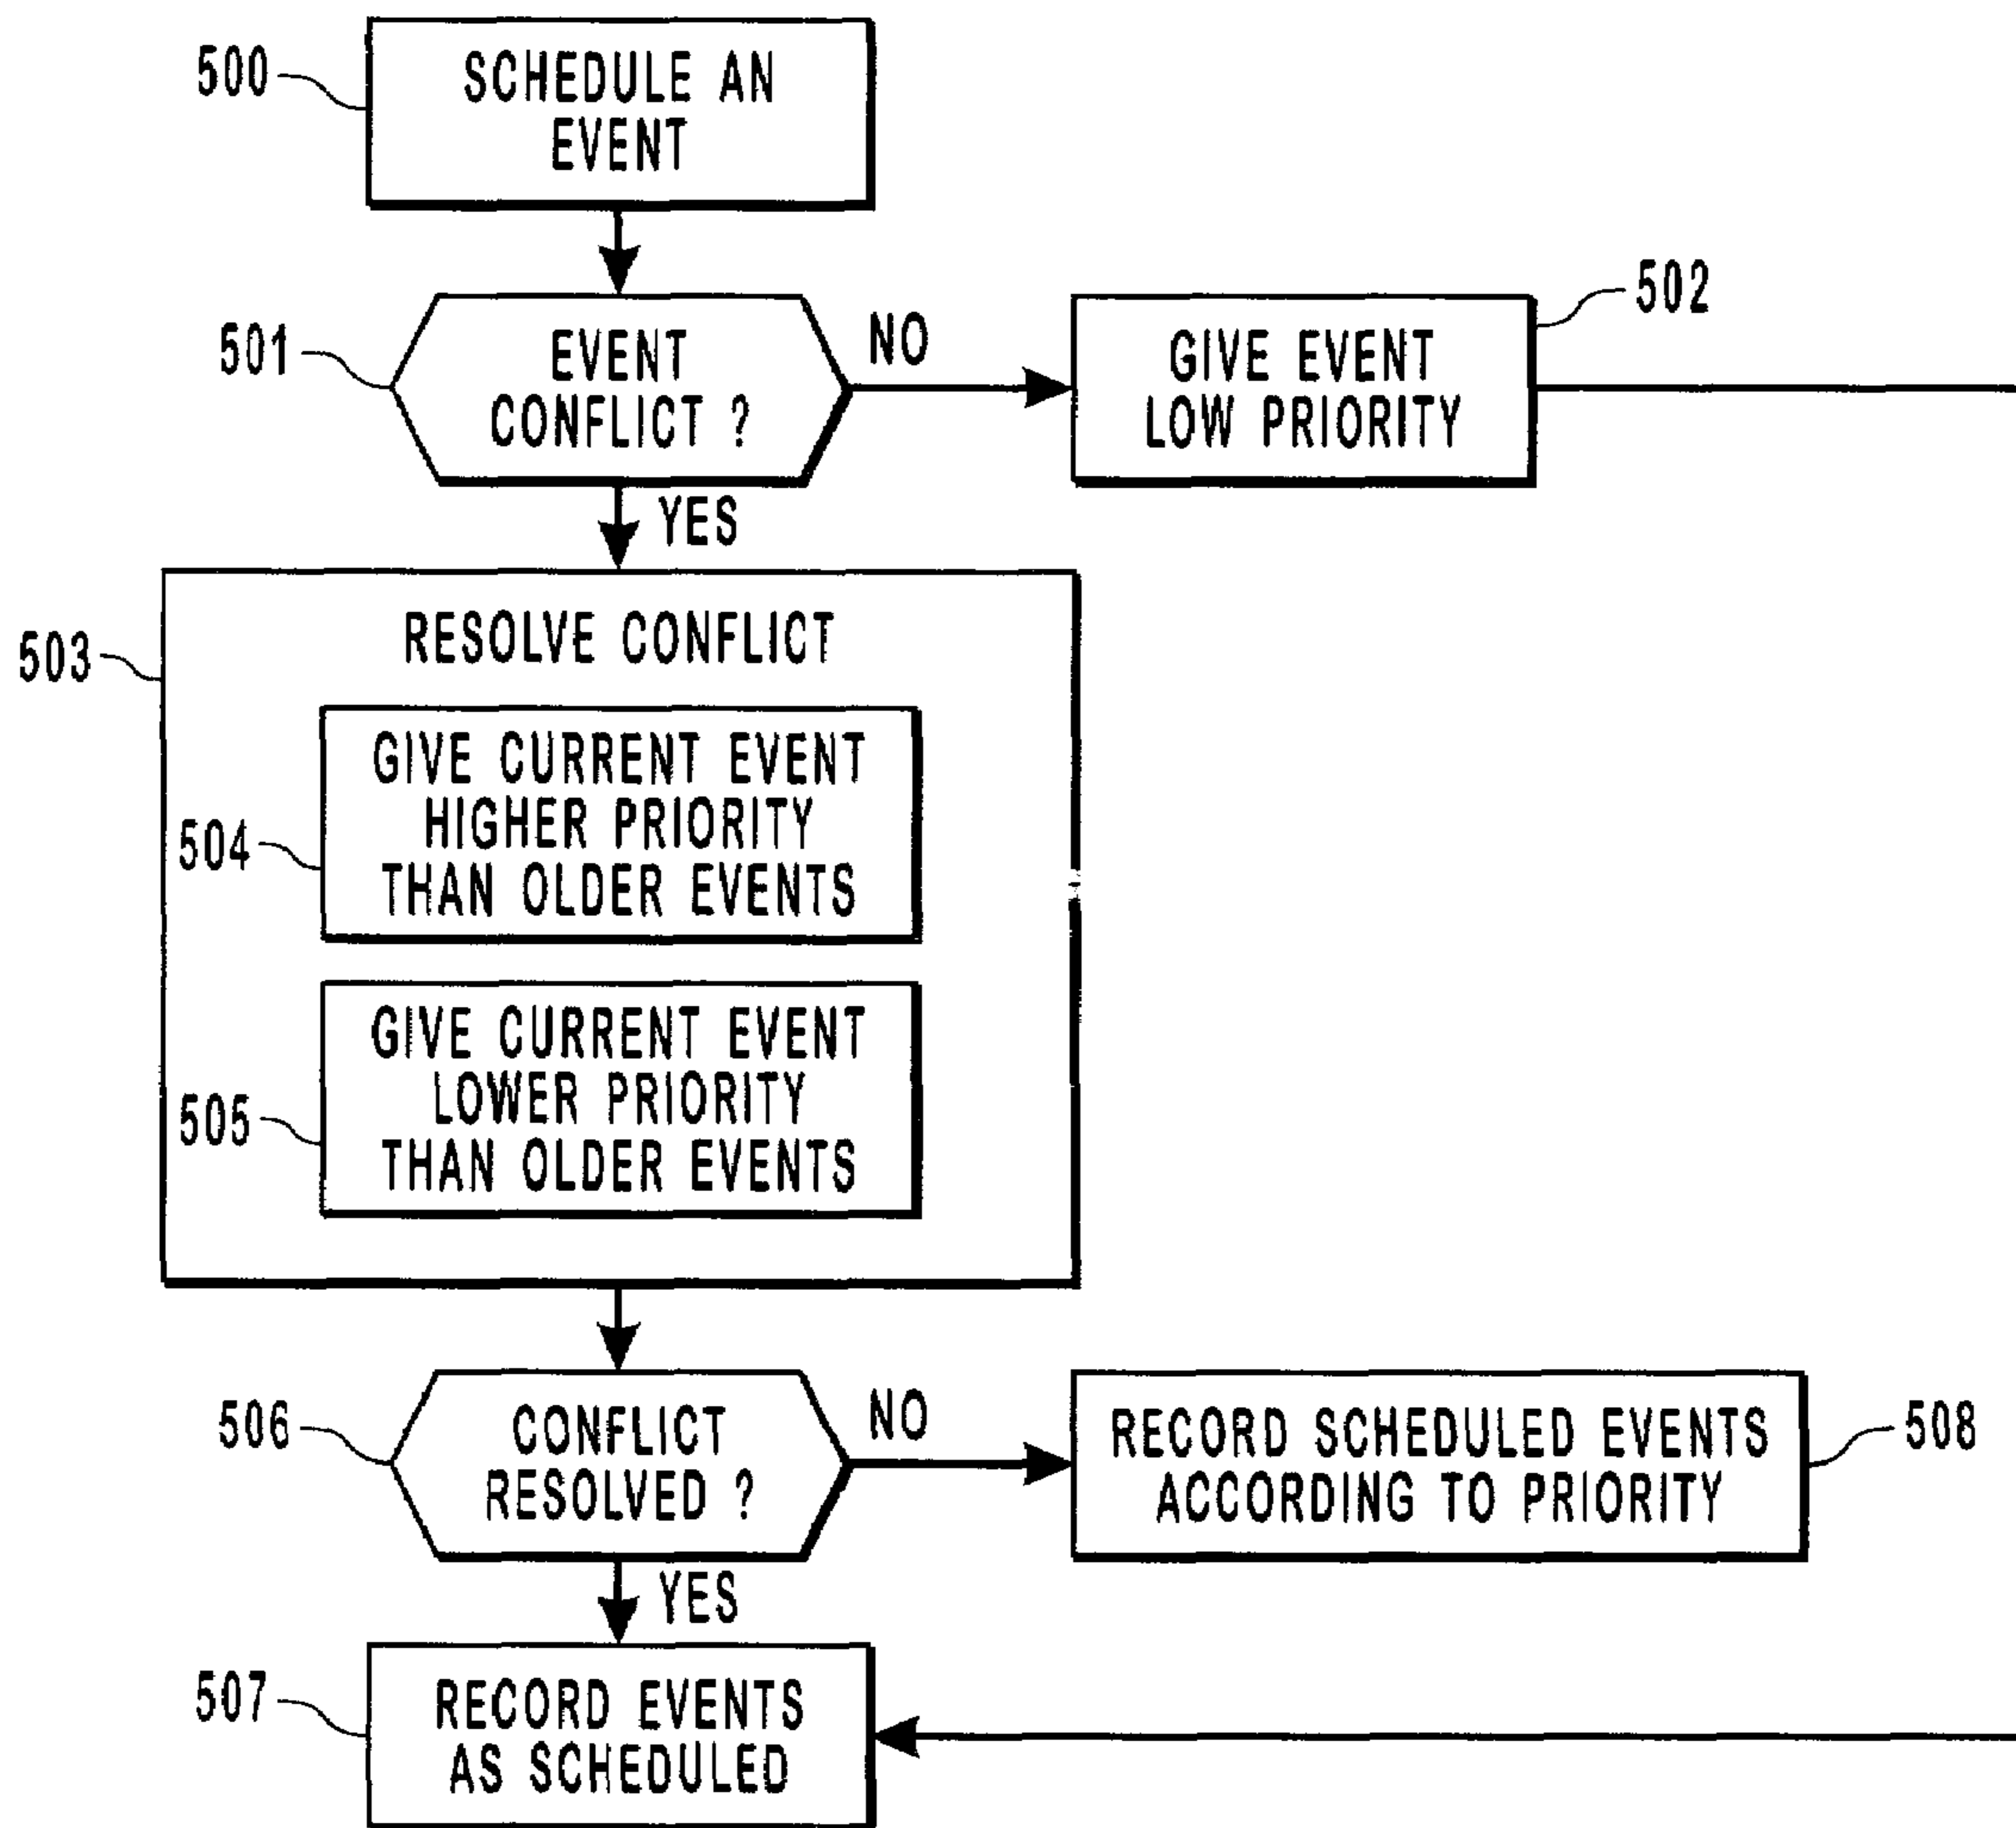 500
SCHEDULE AN
EVENT
501
EVENT
CONFLICT ?
NO
502
GIVE EVENT
LOW PRIORITY
YES
503
RESOLVE CONFLICT
504
GIVE CURRENT EVENT
HIGHER PRIORITY
THAN OLDER EVENTS
505
GIVE CURRENT EVENT
LOWER PRIORITY
THAN OLDER EVENTS
506
CONFLICT
RESOLVED ?
NO
RECORD SCHEDULED EVENTS
ACCORDING TO PRIORITY
508
YES
507
RECORD EVENTS
AS SCHEDULED